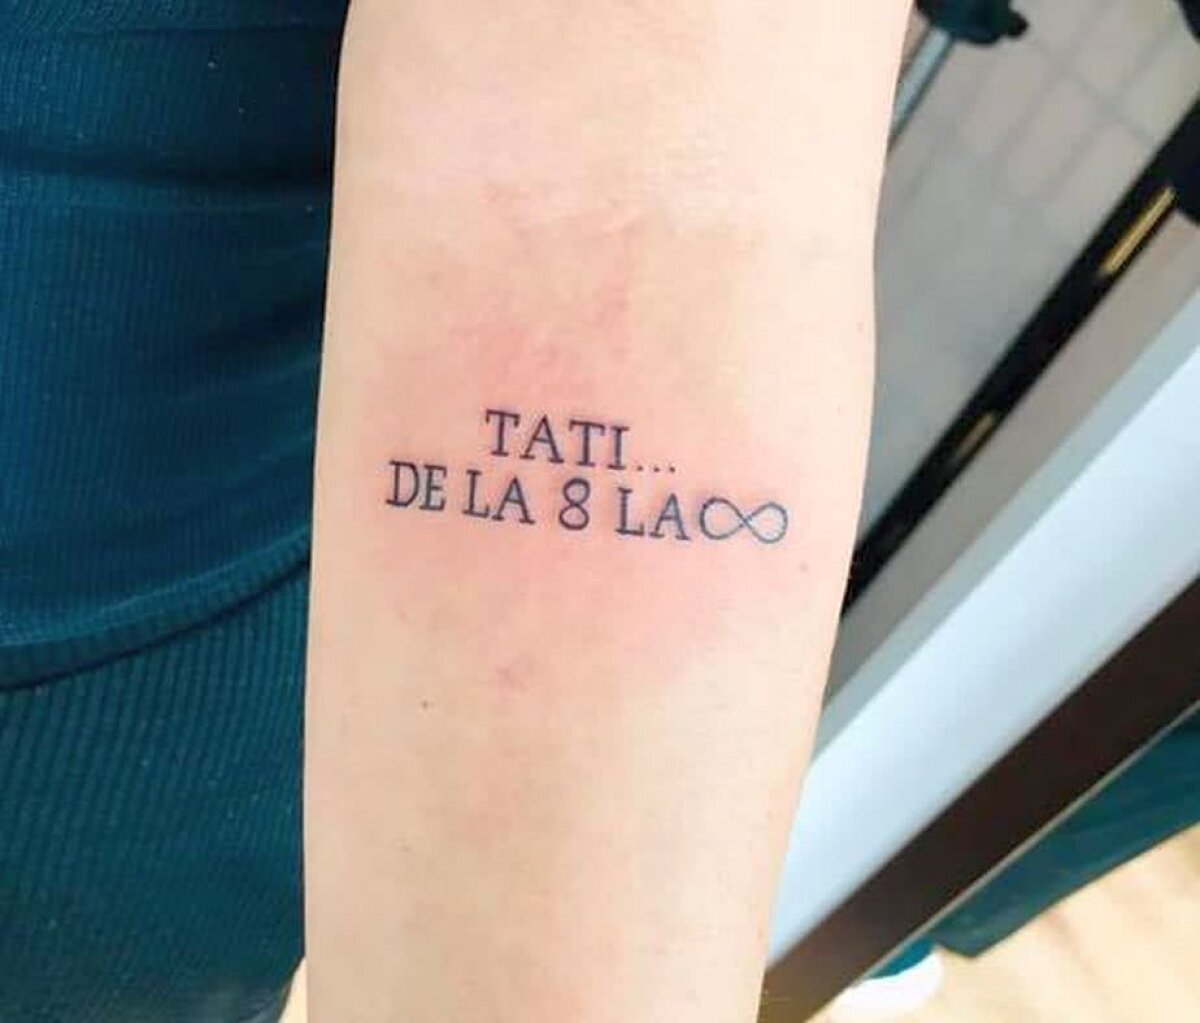 TATI...
DE LA 8 LA ∞